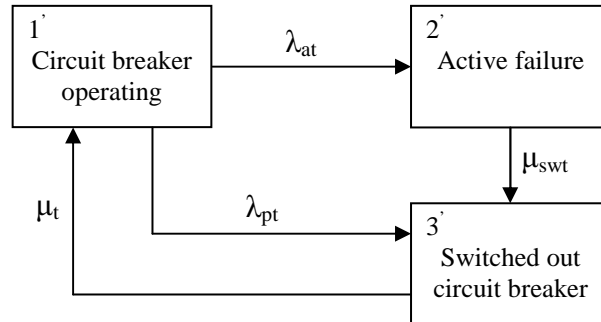 1'
Circuit breaker
operating
λat
2'
Active failure
μswt
μt
λpt
3'
Switched out
circuit breaker